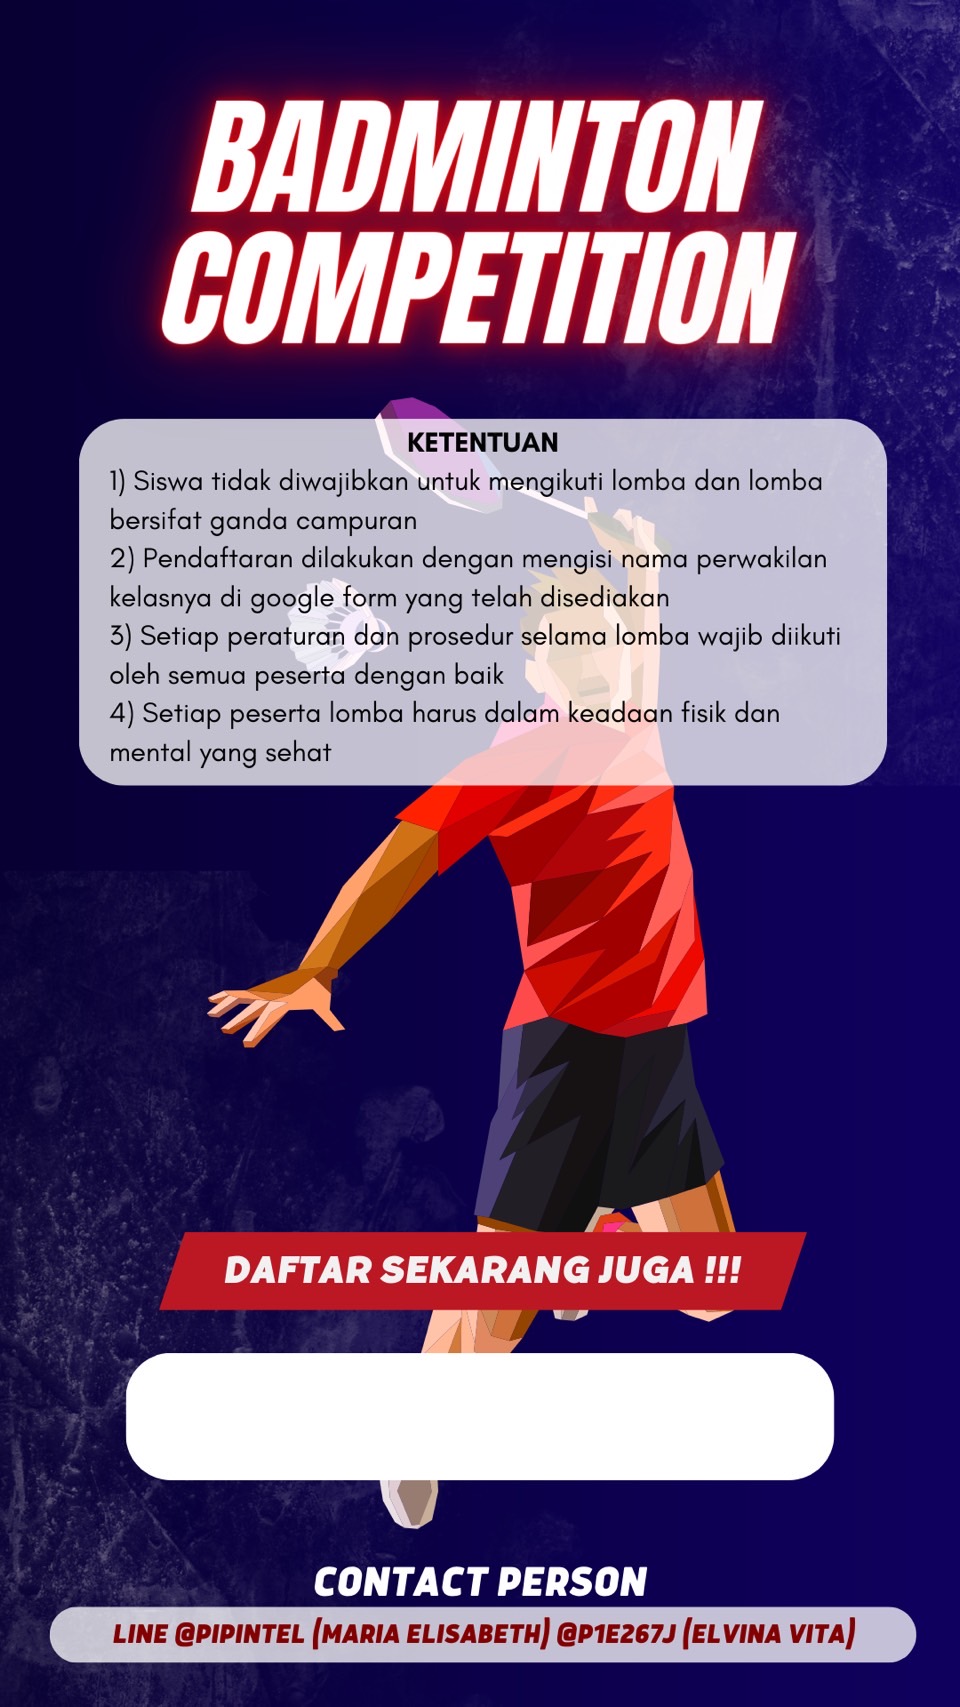 BADMINTON
COMPETITION
KETENTUAN
1) Siswa tidak diwajibkan untuk mengikuti lomba dan lomba
bersifat ganda campuran
2) Pendaftaran dilakukan dengan mengisi nama perwakilan
kelasnya di google form yang telah disediakan
3) Setiap peraturan dan prosedur selama lomba wajib diikuti
oleh semua peserta dengan baik
4) Setiap peserta lomba harus dalam keadaan fisik dan
mental yang sehat
DAFTAR SEKARANG JUGA !!!
CONTACT PERSON
LINE @PIPINTEL (MARIA ELISABETH) @P1E267J (ELVINA VITA)